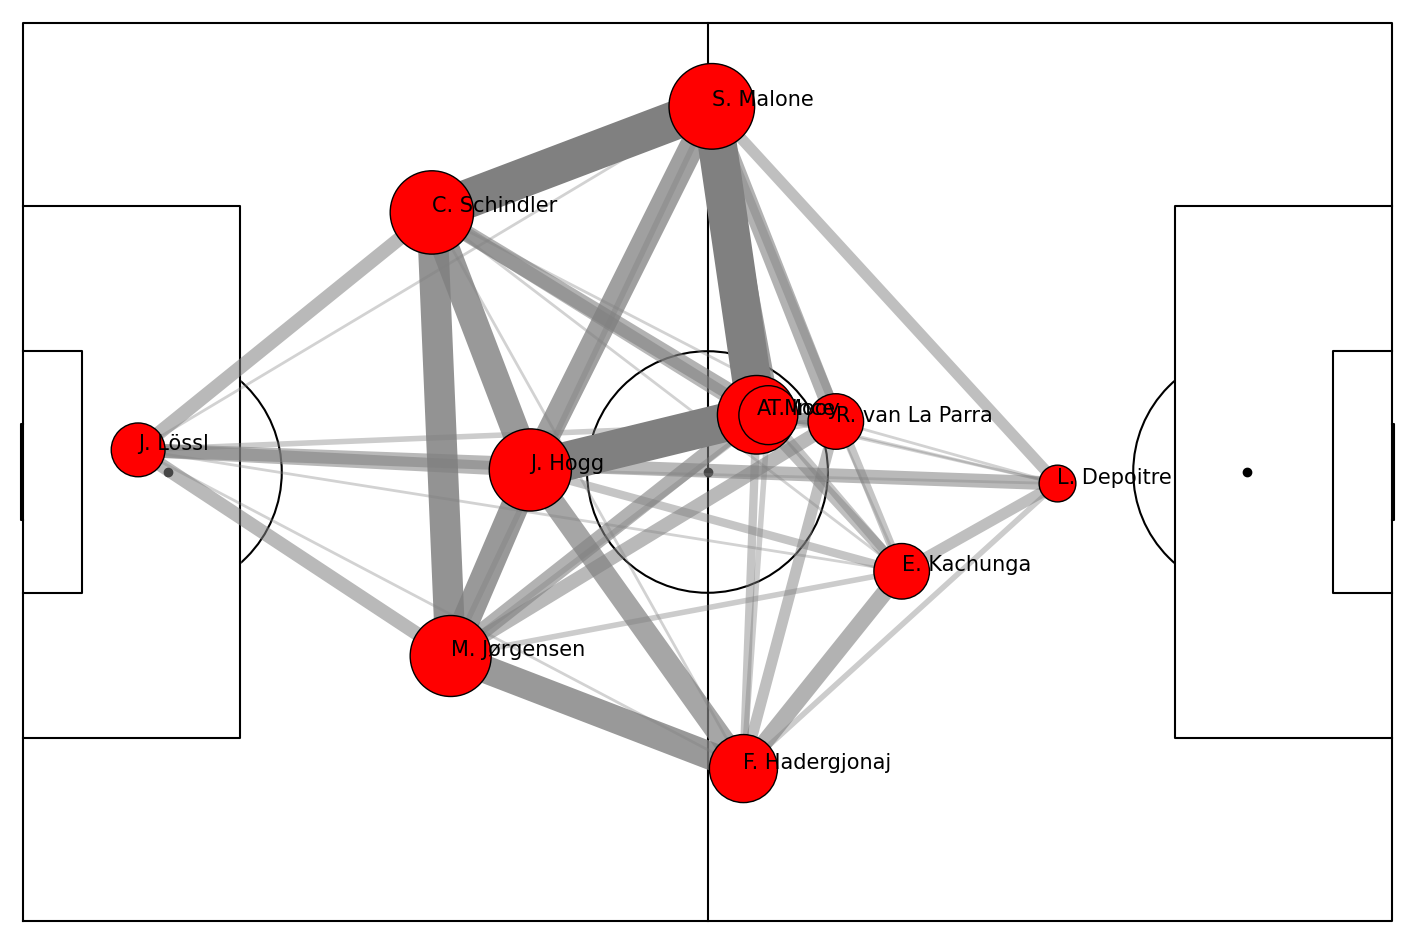 S. Malone
C. Schindler
A. Mooy
T. Ince
R. van La Parra
J. Lössl
J. Hogg
L. Depoitre
E. Kachunga
M. Jørgensen
F. Hadergjonaj